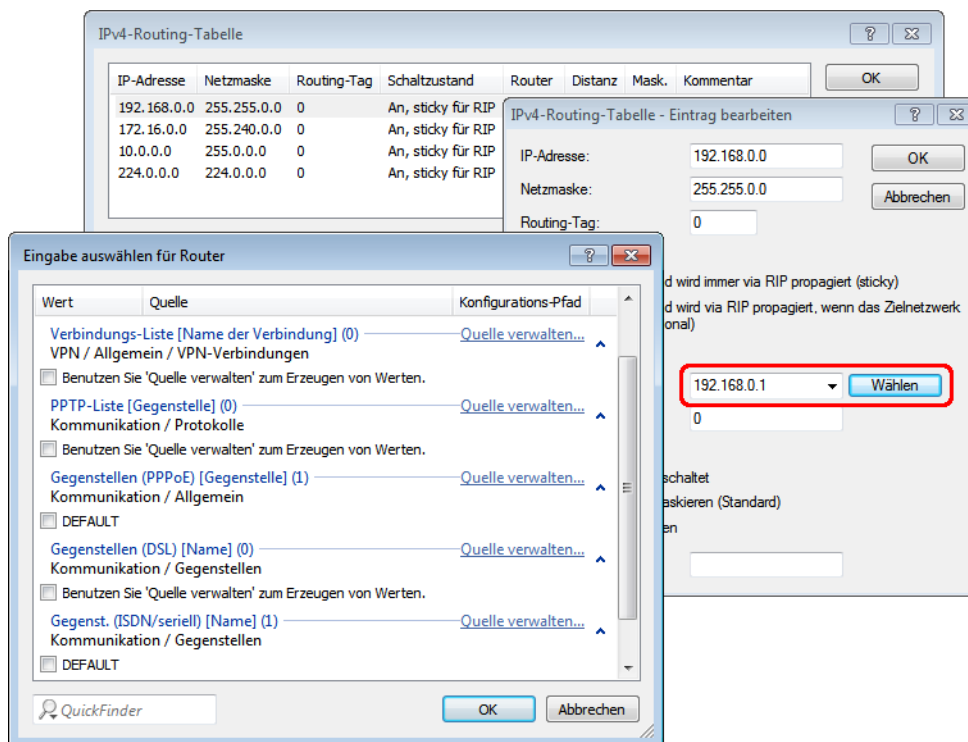 IPv4-Routing-Tabelle
IP-Adresse Netzmaske Routing-Tag Schaltzustand Router Distanz Mask. Kommentar
OK
192.168.0.0 255.255.0.0 0 An, sticky für RIP
172.16.0.0 255.240.0.0 0 An, sticky für RIP
10.0.0.0 255.0.0.0 0 An, sticky für RIP
224.0.0.0 224.0.0.0 0 An, sticky für RIP
IPv4-Routing-Tabelle - Eintrag bearbeiten
IP-Adresse: 192.168.0.0 OK
Netzmaske: 255.255.0.0 Abbrechen
Routing-Tag: 0
d wird immer via RIP propagiert (sticky)
d wird via RIP propagiert, wenn das Zielnetzwerk
onal)
192.168.0.1 Wählen
0
schaltet
askieren (Standard)
en
Eingabe auswählen für Router
Wert Quelle Konfigurations-Pfad
Verbindungs-Liste [Name der Verbindung] (0) Quelle verwalten...
VPN / Allgemein / VPN-Verbindungen
Benutzen Sie 'Quelle verwalten' zum Erzeugen von Werten.
PPTP-Liste [Gegenstelle] (0) Quelle verwalten...
Kommunikation / Protokolle
Benutzen Sie 'Quelle verwalten' zum Erzeugen von Werten.
Gegenstellen (PPPoE) [Gegenstelle] (1) Quelle verwalten...
Kommunikation / Allgemein
DEFAULT
Gegenstellen (DSL) [Name] (0) Quelle verwalten...
Kommunikation / Gegenstellen
Benutzen Sie 'Quelle verwalten' zum Erzeugen von Werten.
Gegenst. (ISDN/seriell) [Name] (1) Quelle verwalten...
Kommunikation / Gegenstellen
DEFAULT
QuickFinder OK Abbrechen